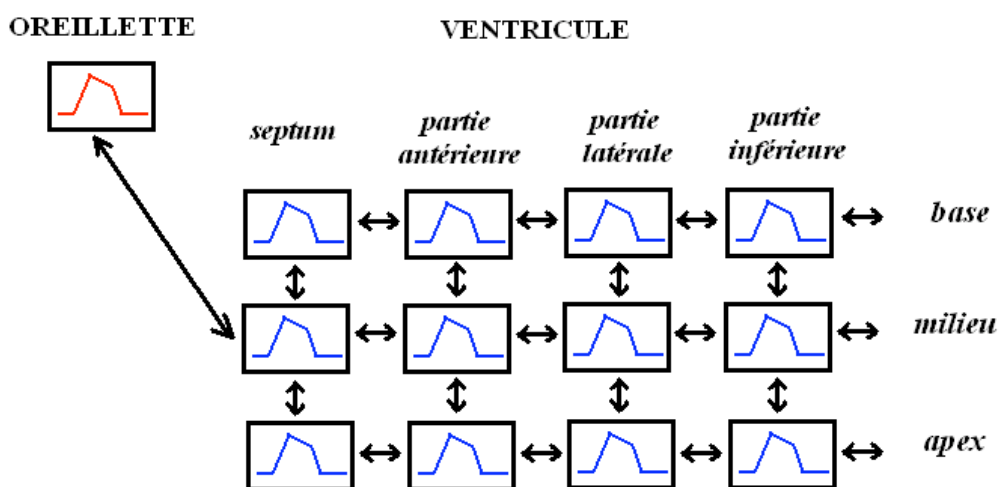 OREILLETTE
VENTRICULE
septum
partie
antérieure
partie
latérale
partie
inférieure
base
milieu
apex